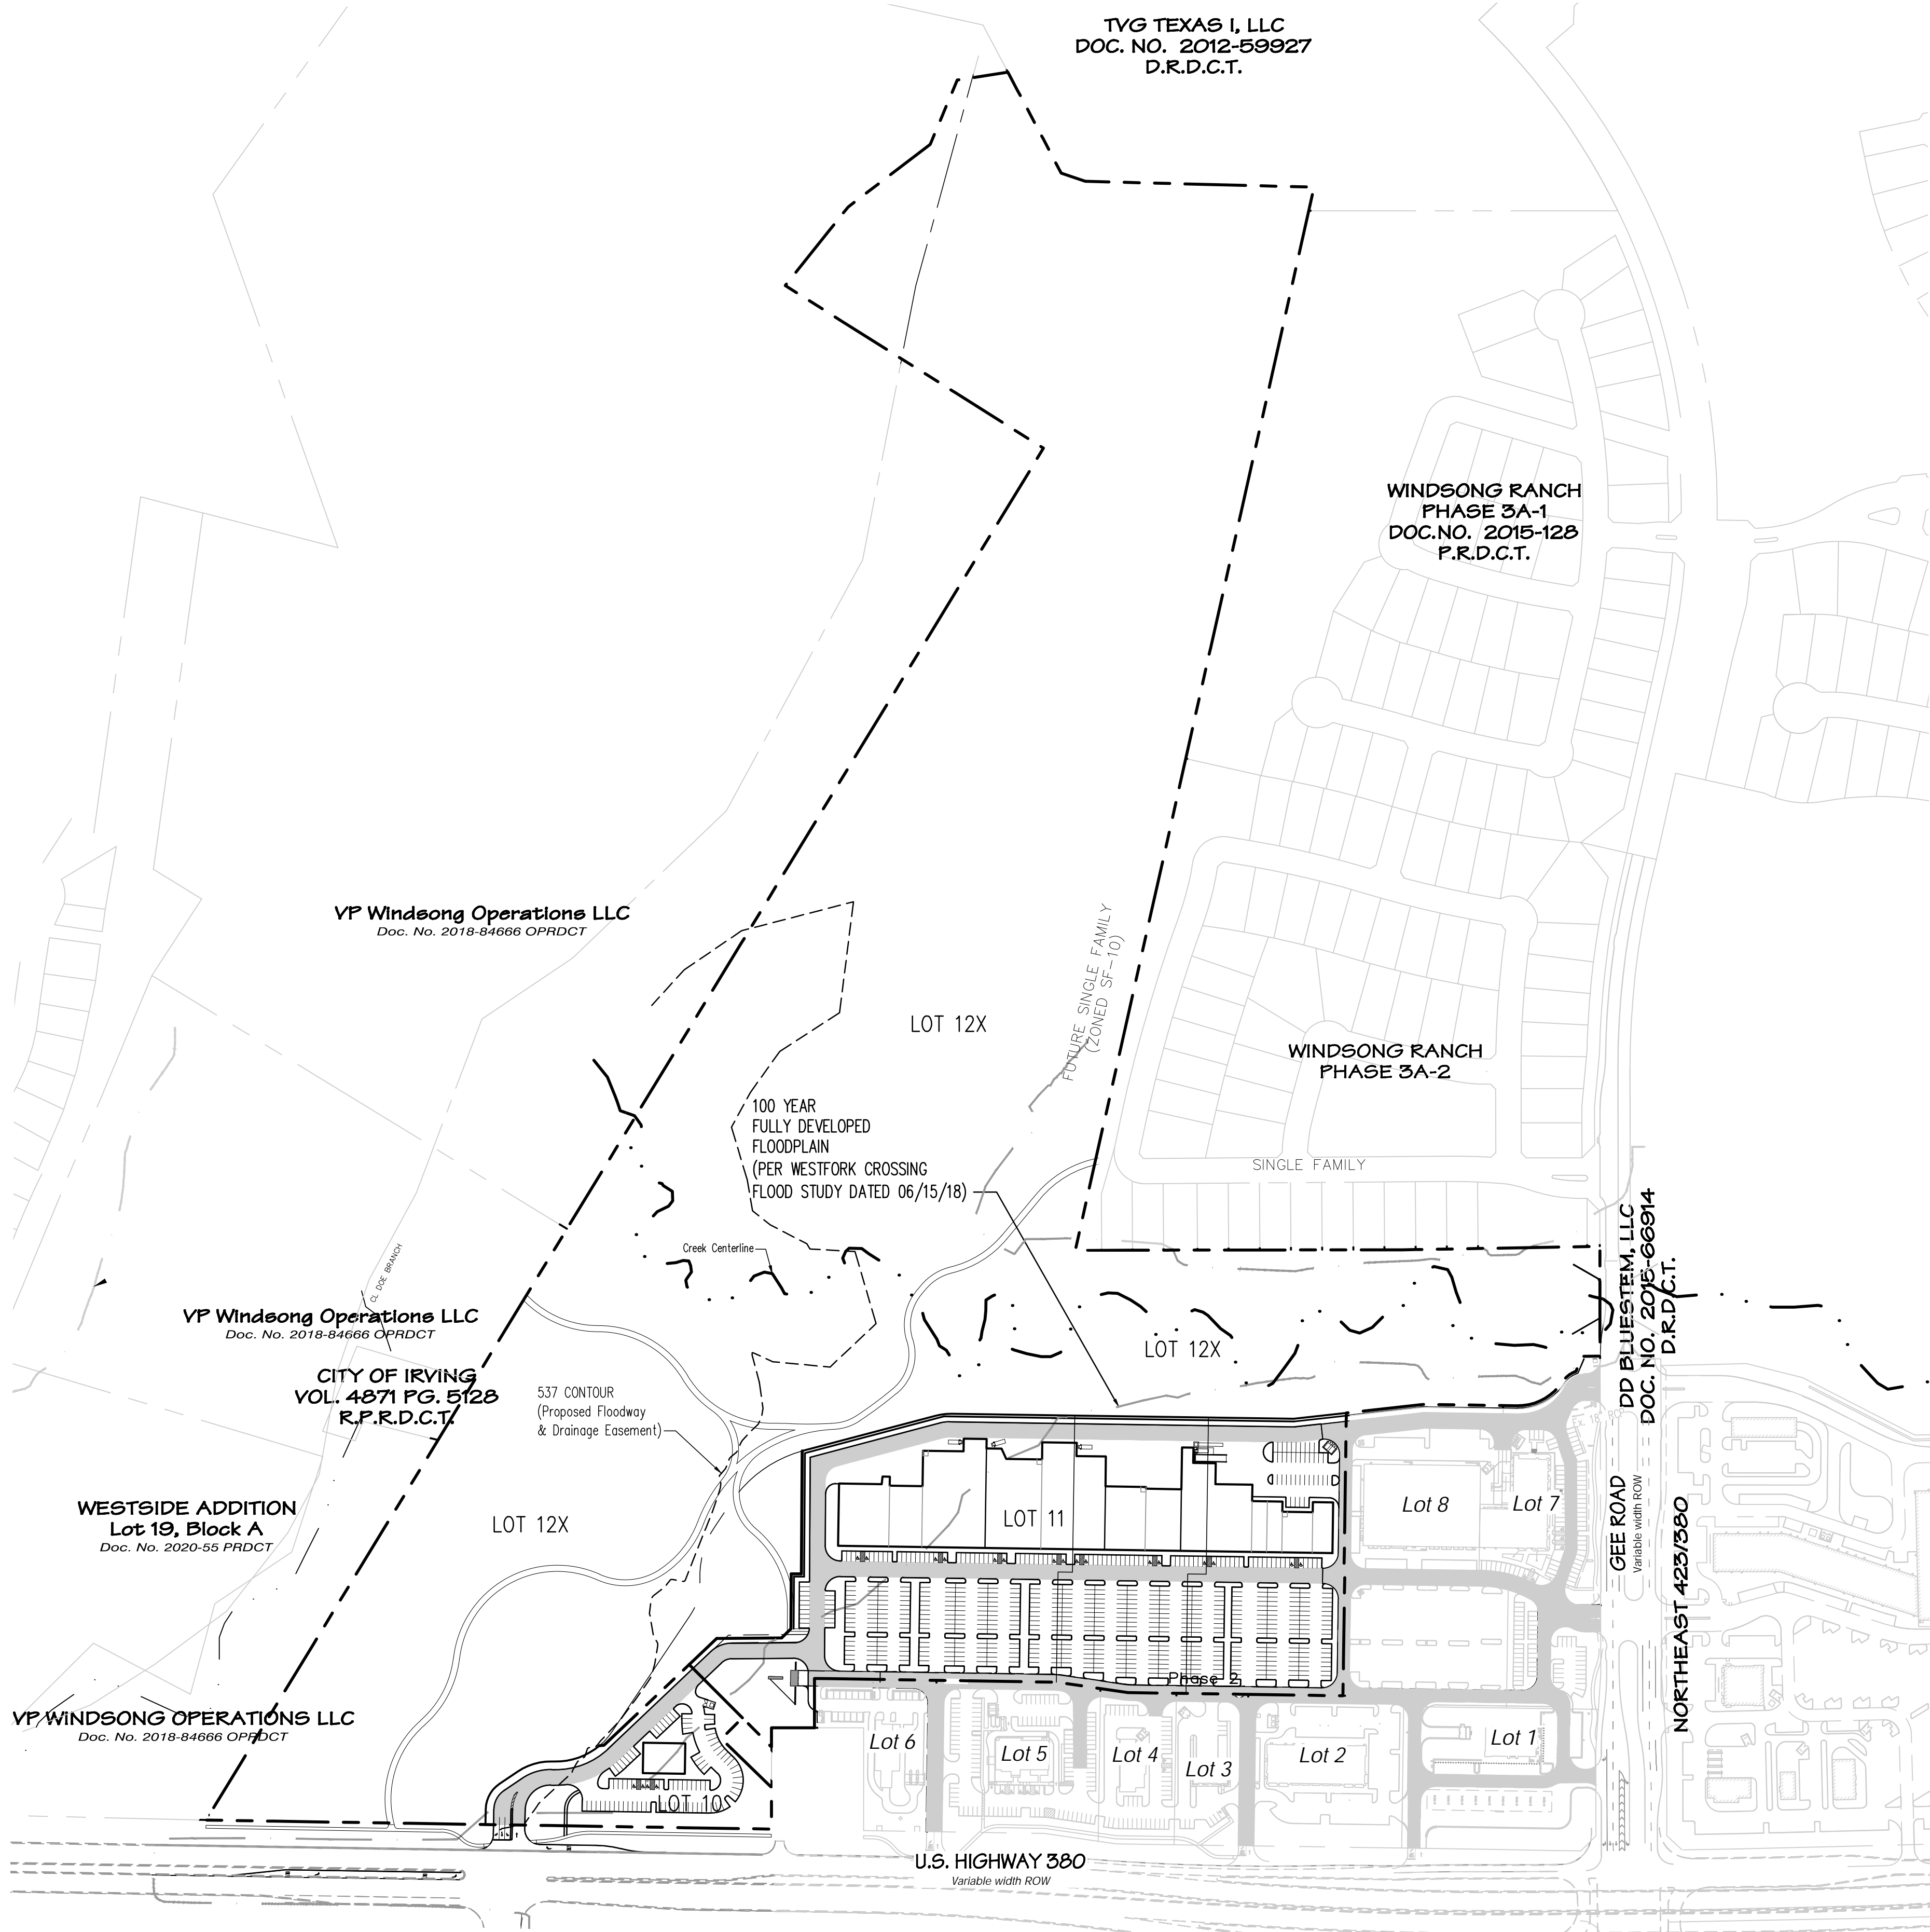 TVG TEXAS I, LLC
DOC. NO. 2012-59927
D.R.D.C.T.
WINDSONG RANCH
PHASE 3A-1
DOC.NO. 2015-128
P.R.D.C.T.
VP Windsong Operations LLC
Doc. No. 2018-84666 OPRDCT
FUTURE SINGLE FAMILY
(ZONED SF-10)
LOT 12X
WINDSONG RANCH
PHASE 3A-2
100 YEAR
FULLY DEVELOPED
FLOODPLAIN
(PER WESTFORK CROSSING
FLOOD STUDY DATED 06/15/18)
SINGLE FAMILY
Creek Centerline
CL DOE BRANCH
VP Windsong Operations LLC
Doc. No. 2018-84666 OPRDCT
CITY OF IRVING
VOL. 4871 PG. 5128
R.P.R.D.C.T.
537 CONTOUR
(Proposed Floodway
& Drainage Easement)
LOT 12X
DD BLUESTEM, LLC
DOC. NO. 2015-66914
D.R.D.C.T.
WESTSIDE ADDITION
Lot 19, Block A
Doc. No. 2020-55 PRDCT
LOT 12X
LOT 11
Lot 8
Lot 7
GEE ROAD
Variable width ROW
NORTHEAST 423/380
Phase 2
VP WINDSONG OPERATIONS LLC
Doc. No. 2018-84666 OPRDCT
LOT 10
Lot 6
Lot 5
Lot 4
Lot 3
Lot 2
Lot 1
U.S. HIGHWAY 380
Variable width ROW